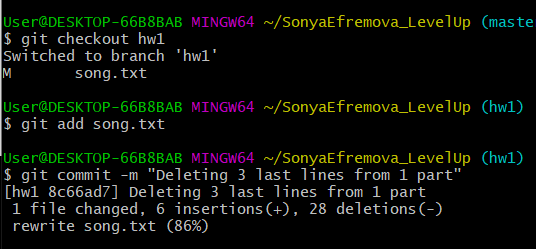 User@DESKTOP-66B8BAB MINGW64 ~/SonyaEfremova_LevelUp (maste
$ git checkout hw1
Switched to branch 'hw1'
M       song.txt
User@DESKTOP-66B8BAB MINGW64 ~/SonyaEfremova_LevelUp (hw1)
$ git add song.txt
User@DESKTOP-66B8BAB MINGW64 ~/SonyaEfremova_LevelUp (hw1)
$ git commit -m "Deleting 3 last lines from 1 part"
[hw1 8c66ad7] Deleting 3 last lines from 1 part
 1 file changed, 6 insertions(+), 28 deletions(-)
 rewrite song.txt (86%)